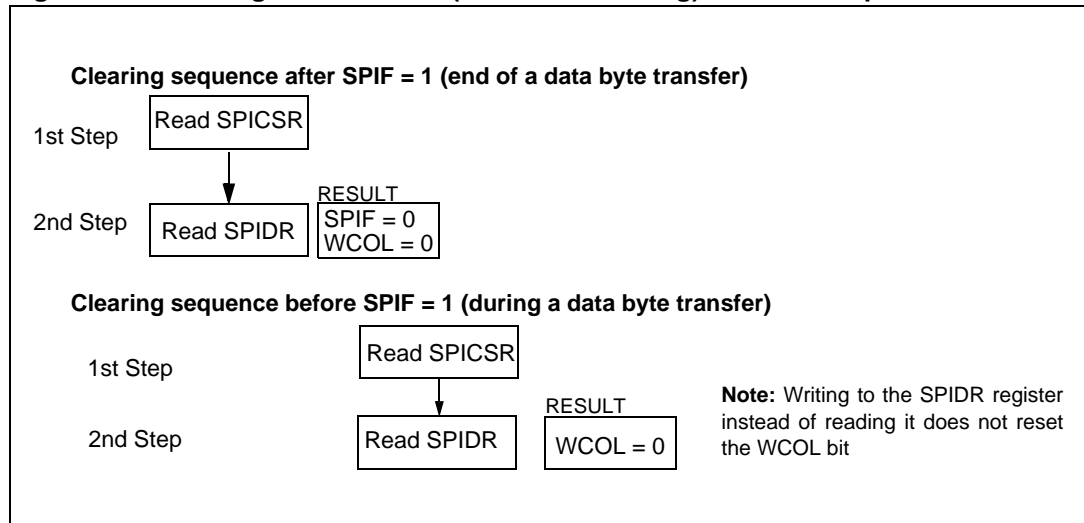 Clearing sequence after SPIF = 1 (end of a data byte transfer)
1st Step
Read SPICSR
2nd Step
Read SPIDR
RESULT
SPIF = 0
WCOL = 0
Clearing sequence before SPIF = 1 (during a data byte transfer)
1st Step
Read SPICSR
2nd Step
Read SPIDR
RESULT
WCOL = 0
Note: Writing to the SPIDR register
instead of reading it does not reset
the WCOL bit